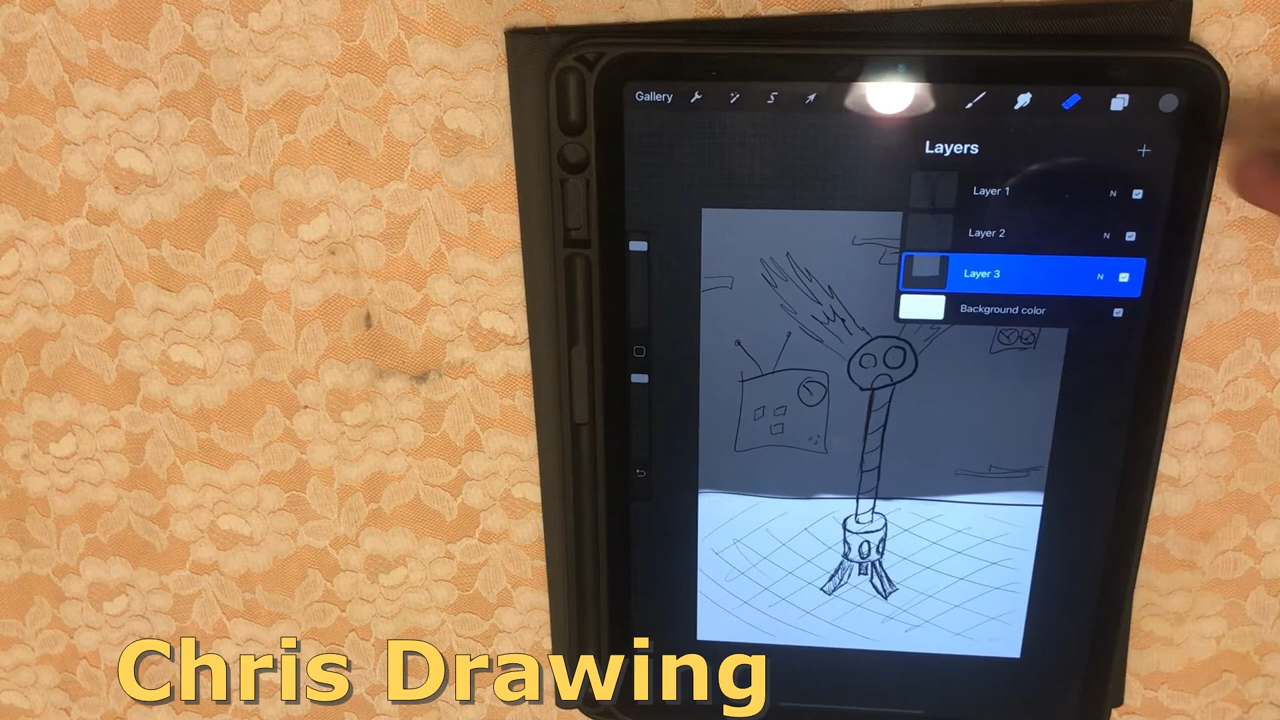 Gallery
Layers
Layer 1 N
Layer 2 N
Layer 3 N
Background color
Chris Drawing